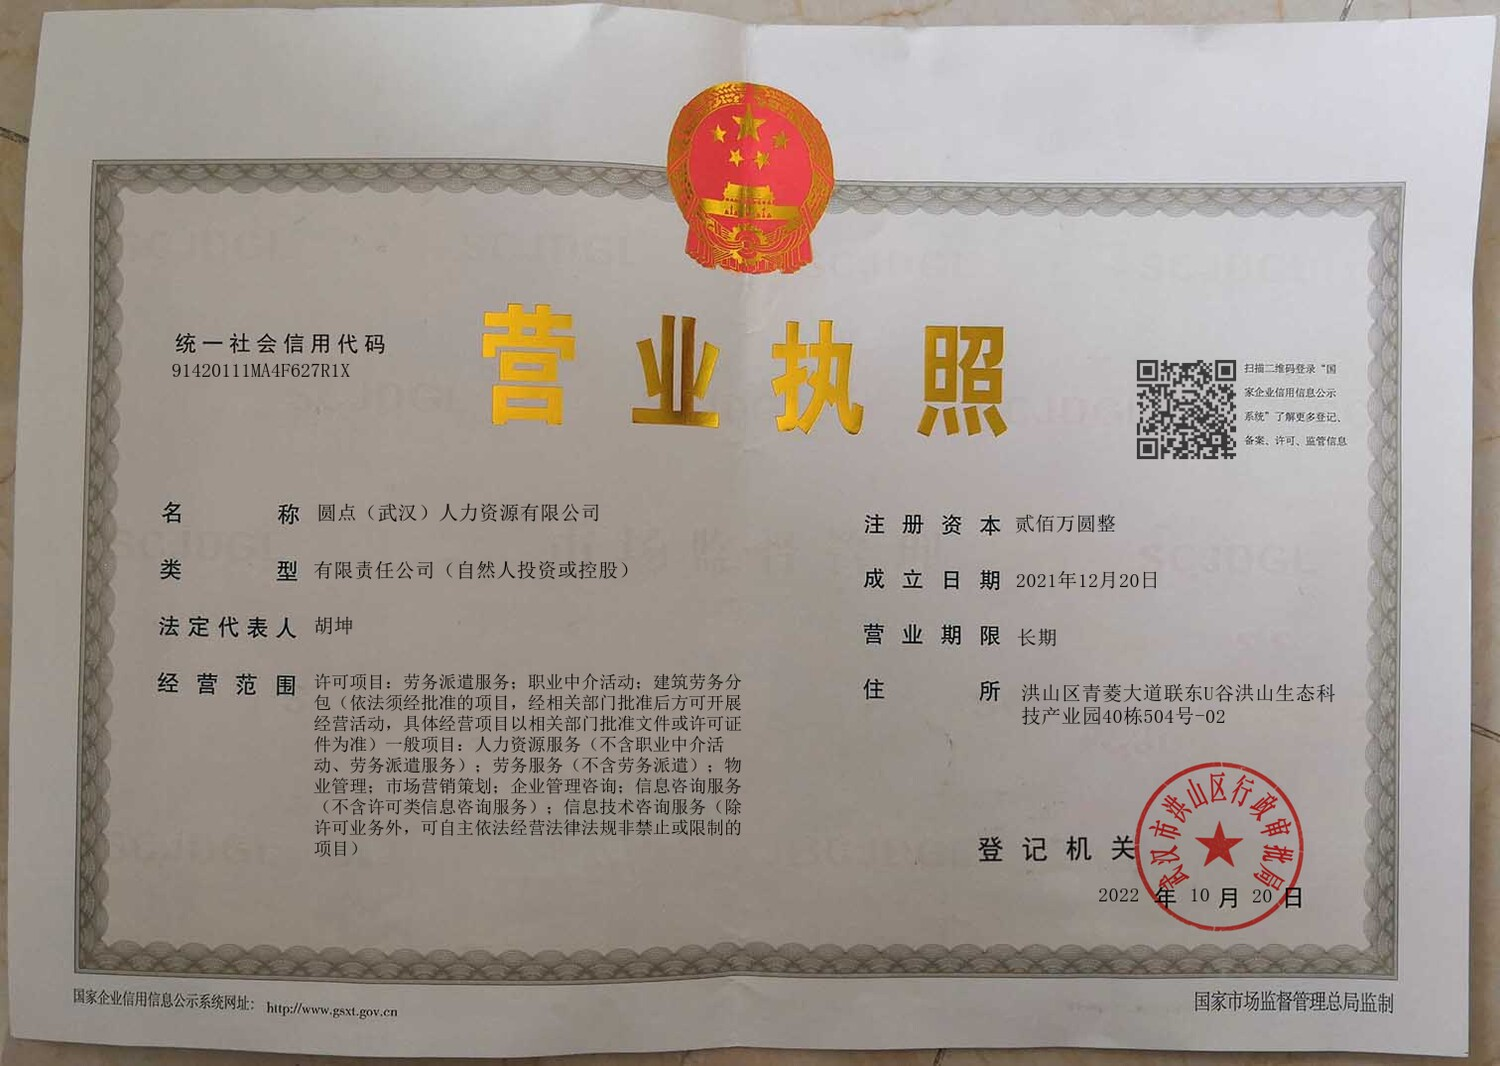 营业执照
统一社会信用代码
91420111MA4F627R1X
扫描二维码登录“国
家企业信用信息公示
系统”了解更多登记、
备案、许可、监管信息
名称 圆点（武汉）人力资源有限公司
类型 有限责任公司（自然人投资或控股）
法定代表人 胡坤
经营范围 许可项目：劳务派遣服务；职业中介活动；建筑劳务分
包（依法须经批准的项目，经相关部门批准后方可开展
经营活动，具体经营项目以相关部门批准文件或许可证
件为准）一般项目：人力资源服务（不含职业中介活
动、劳务派遣服务）；劳务服务（不含劳务派遣）；物
业管理；市场营销策划；企业管理咨询；信息咨询服务
（不含许可类信息咨询服务）；信息技术咨询服务（除
许可业务外，可自主依法经营法律法规非禁止或限制的
项目）
注册资本 贰佰万圆整
成立日期 2021年12月20日
营业期限 长期
住所 洪山区青菱大道联东U谷洪山生态科
技产业园40栋504号-02
登记机关
武汉市洪山区行政审批局
2022 年 10 月 20 日
国家企业信用信息公示系统网址： http://www.gsxt.gov.cn
国家市场监督管理总局监制